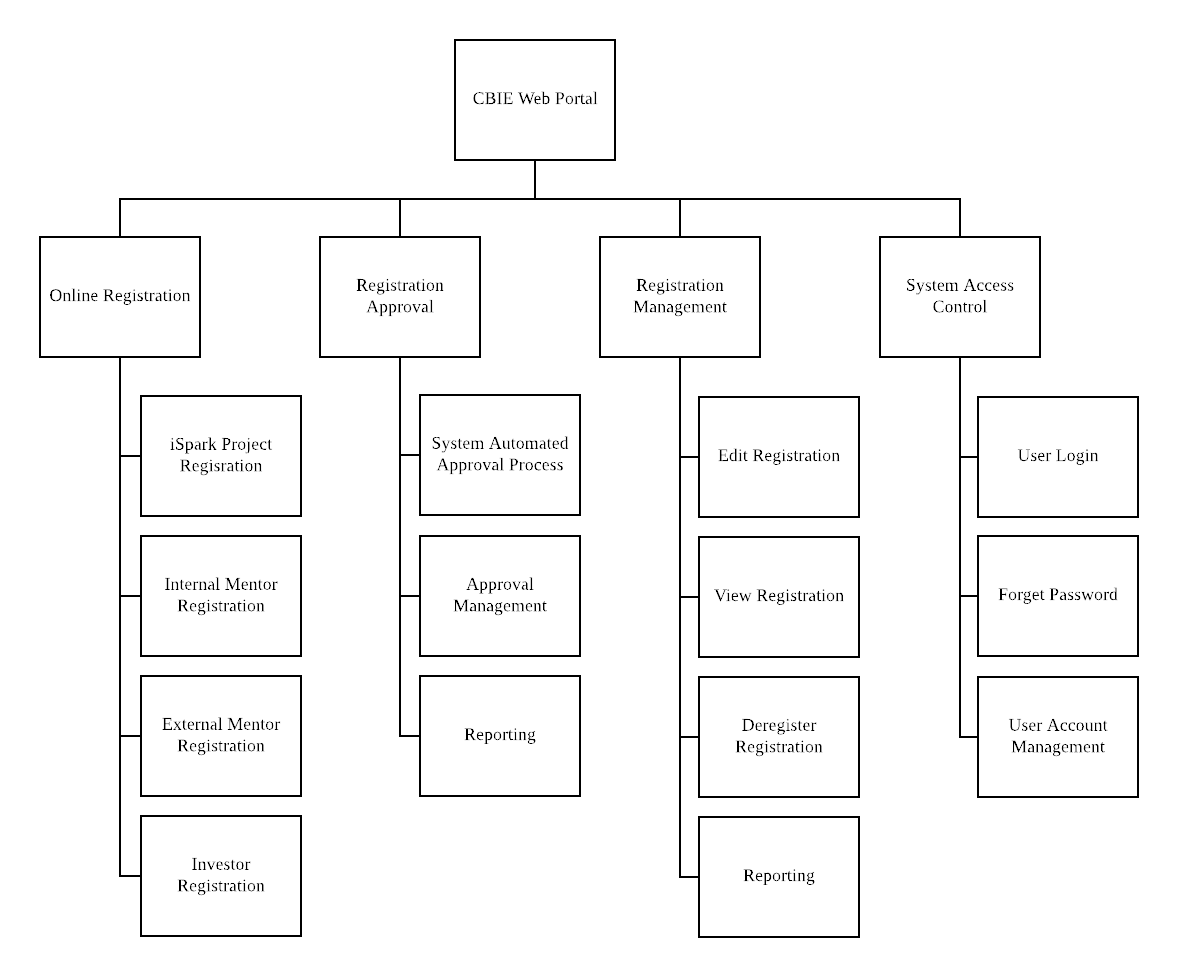 CBIE Web Portal
Online Registration
Registration
Approval
Registration
Management
System Access
Control
iSpark Project
Regisration
Internal Mentor
Registration
External Mentor
Registration
Investor
Registration
System Automated
Approval Process
Approval
Management
Reporting
Edit Registration
View Registration
Deregister
Registration
Reporting
User Login
Forget Password
User Account
Management